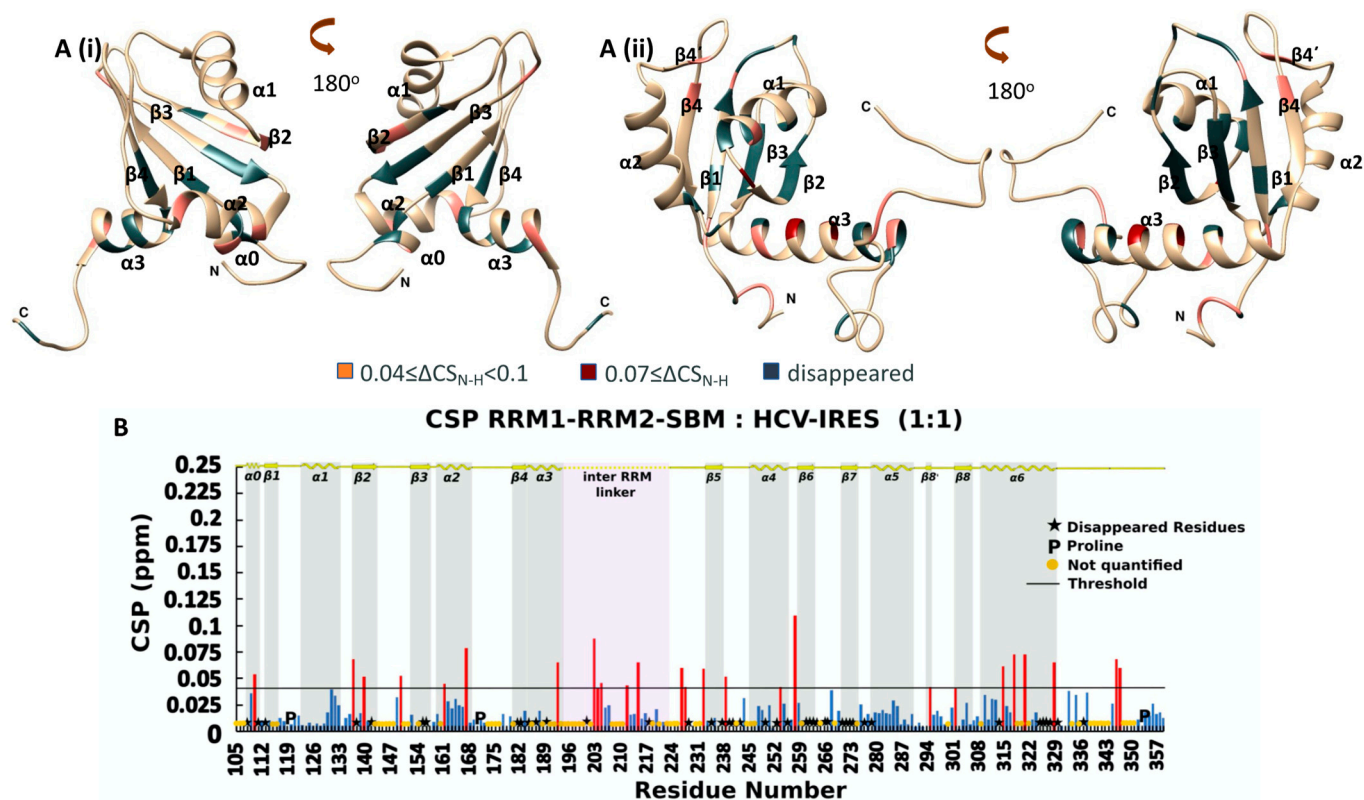 A (i)
180°
A (ii)
180°
α1
β3
β2
β4
β1
α2
α3
α0
N
C
α1
β3
β2
β1
β4
α2
α0
α3
N
C
β4′
β4
α1
α2
β3
β1
β2
α3
C
N
β4′
α1
β4
β3
α2
β2
β1
α3
C
N
0.04≤ΔCS N-H<0.1
0.07≤ΔCS N-H
disappeared
B
CSP RRM1-RRM2-SBM : HCV-IRES (1:1)
CSP (ppm)
0.25
0.225
0.2
0.175
0.15
0.125
0.1
0.075
0.05
0.025
0
α0 β1 α1 β2 β3 α2 β4 α3 inter RRM β5 α4 β6 β7 α5 β8' β8 α6
linker
Disappeared Residues
P Proline
Not quantified
Threshold
P P P
105 112 119 126 133 140 147 154 161 168 175 182 189 196 203 210 217 224 231 238 245 252 259 266 273 280 287 294 301 308 315 322 329 336 343 350 357
Residue Number